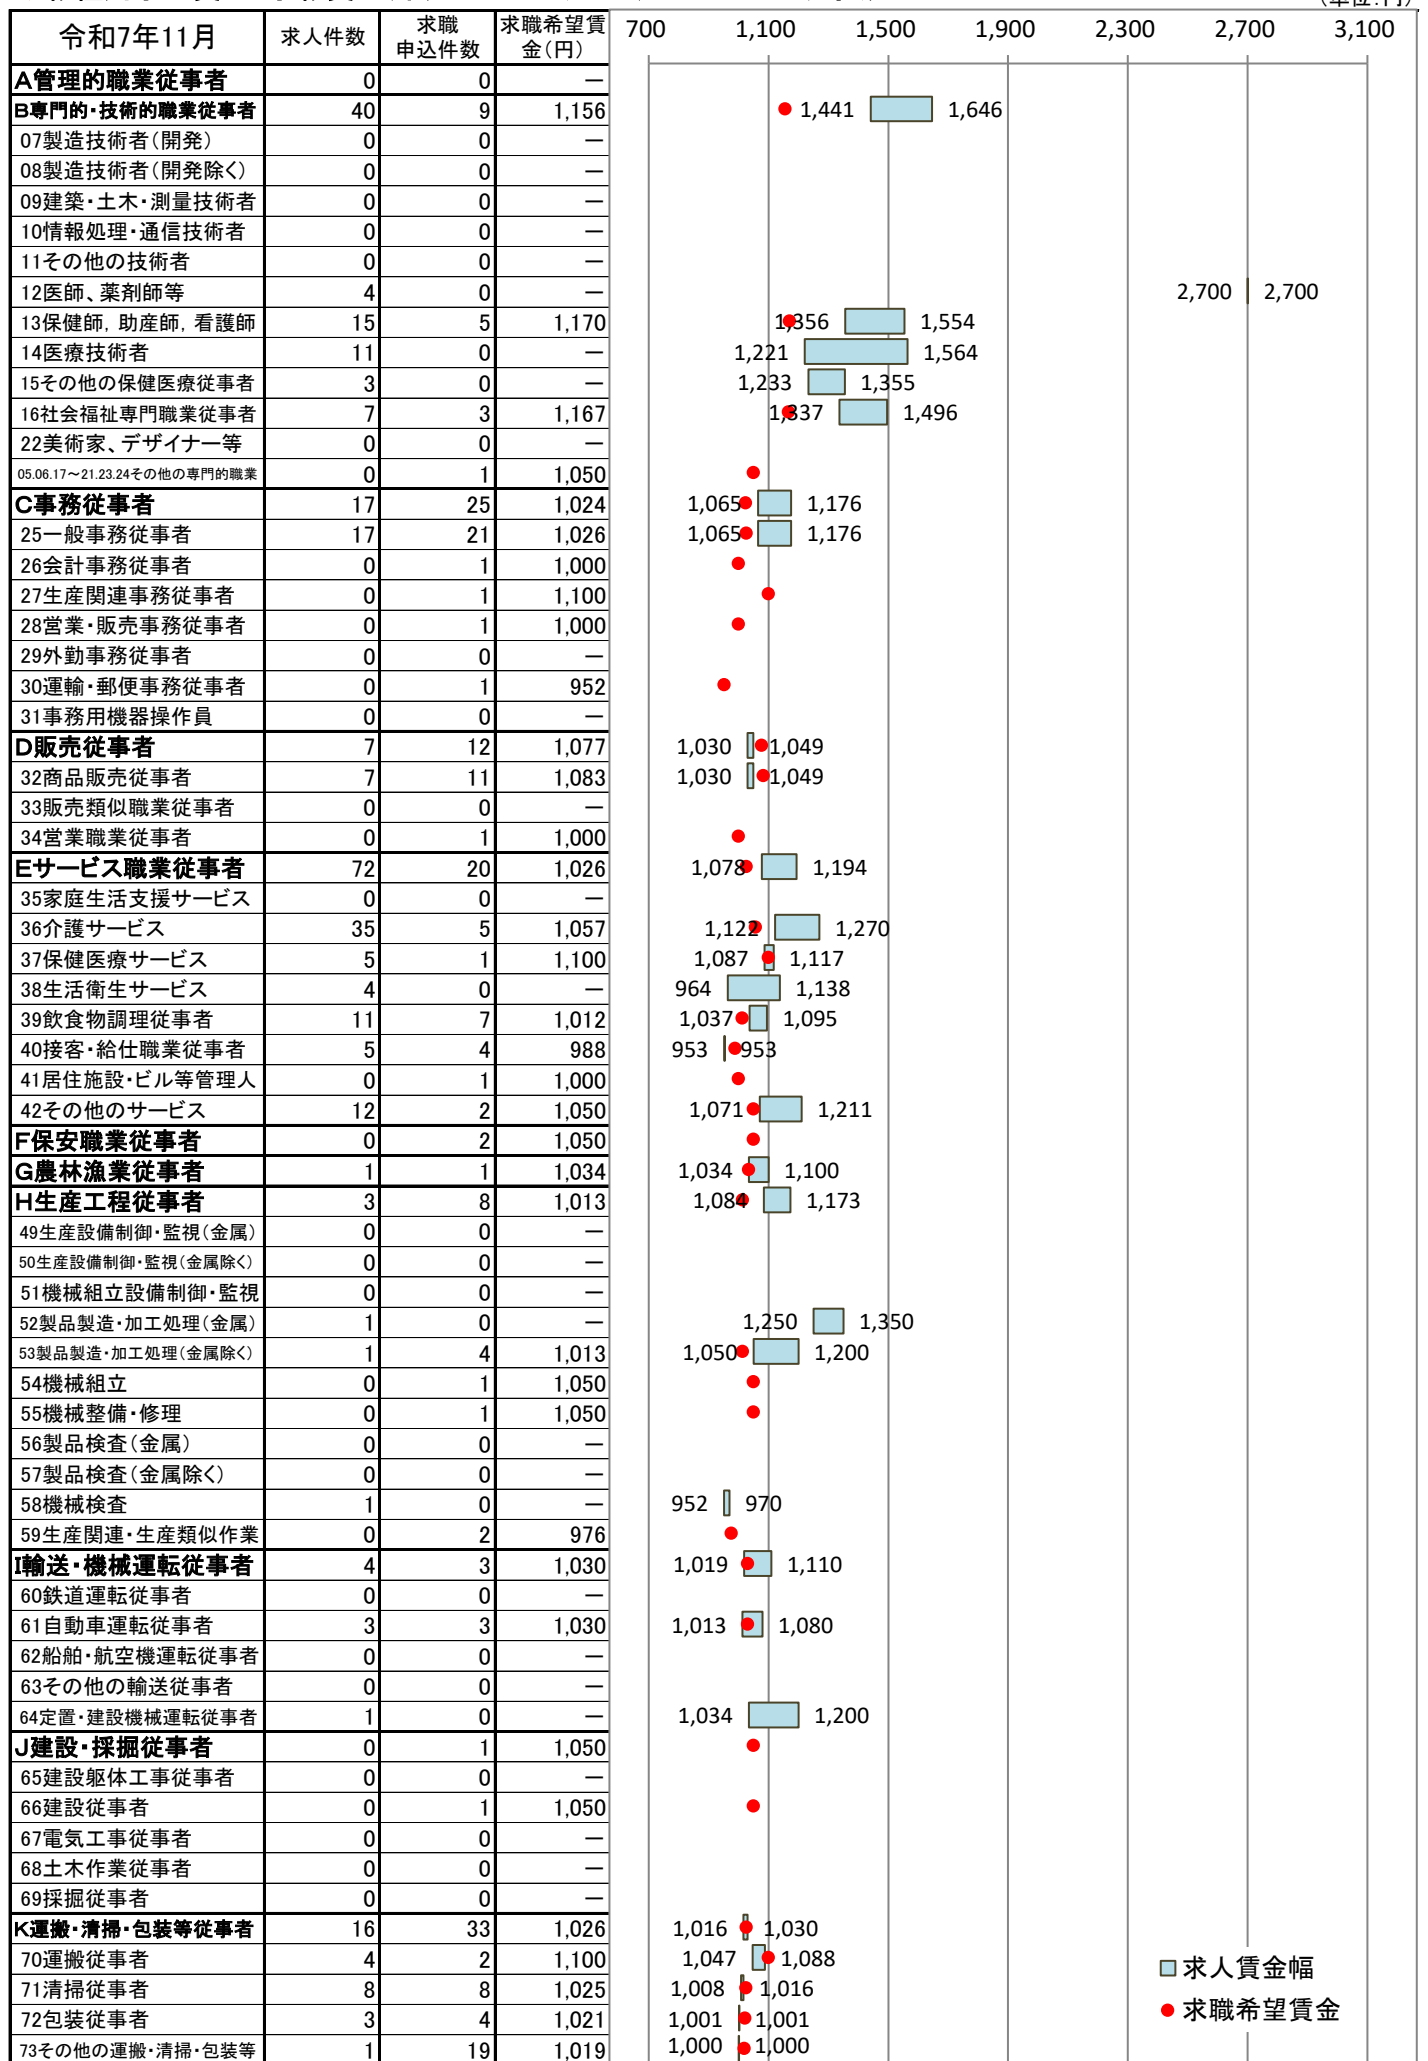 (単位:円)
令和7年11月 求人件数 求職申込件数 求職希望賃金(円) 700 1,100 1,500 1,900 2,300 2,700 3,100
A管理的職業従事者 0 0 ―
B専門的・技術的職業従事者 40 9 1,156 1,441 1,646
07製造技術者(開発) 0 0 ―
08製造技術者(開発除く) 0 0 ―
09建築・土木・測量技術者 0 0 ―
10情報処理・通信技術者 0 0 ―
11その他の技術者 0 0 ―
12医師、薬剤師等 4 0 ― 2,700 2,700
13保健師,助産師,看護師 15 5 1,170 1,356 1,554
14医療技術者 11 0 ― 1,221 1,564
15その他の保健医療従事者 3 0 ― 1,233 1,355
16社会福祉専門職業従事者 7 3 1,167 1,337 1,496
22美術家、デザイナー等 0 0 ―
05.06.17～21.23.24その他の専門的職業 0 1 1,050
C事務従事者 17 25 1,024 1,065 1,176
25一般事務従事者 17 21 1,026 1,065 1,176
26会計事務従事者 0 1 1,000
27生産関連事務従事者 0 1 1,100
28営業・販売事務従事者 0 1 1,000
29外勤事務従事者 0 0 ―
30運輸・郵便事務従事者 0 1 952
31事務用機器操作員 0 0 ―
D販売従事者 7 12 1,077 1,030 1,049
32商品販売従事者 7 11 1,083 1,030 1,049
33販売類似職業従事者 0 0 ―
34営業職業従事者 0 1 1,000
Eサービス職業従事者 72 20 1,026 1,078 1,194
35家庭生活支援サービス 0 0 ―
36介護サービス 35 5 1,057 1,122 1,270
37保健医療サービス 5 1 1,100 1,087 1,117
38生活衛生サービス 4 0 ― 964 1,138
39飲食物調理従事者 11 7 1,012 1,037 1,095
40接客・給仕職業従事者 5 4 988 953 953
41居住施設・ビル等管理人 0 1 1,000
42その他のサービス 12 2 1,050 1,071 1,211
F保安職業従事者 0 2 1,050
G農林漁業従事者 1 1 1,034 1,034 1,100
H生産工程従事者 3 8 1,013 1,084 1,173
49生産設備制御・監視(金属) 0 0 ―
50生産設備制御・監視(金属除く) 0 0 ―
51機械組立設備制御・監視 0 0 ―
52製品製造・加工処理(金属) 1 0 ― 1,250 1,350
53製品製造・加工処理(金属除く) 1 4 1,013 1,050 1,200
54機械組立 0 1 1,050
55機械整備・修理 0 1 1,050
56製品検査(金属) 0 0 ―
57製品検査(金属除く) 0 0 ―
58機械検査 1 0 ― 952 970
59生産関連・生産類似作業 0 2 976
I輸送・機械運転従事者 4 3 1,030 1,019 1,110
60鉄道運転従事者 0 0 ―
61自動車運転従事者 3 3 1,030 1,013 1,080
62船舶・航空機運転従事者 0 0 ―
63その他の輸送従事者 0 0 ―
64定置・建設機械運転従事者 1 0 ― 1,034 1,200
J建設・採掘従事者 0 1 1,050
65建設躯体工事従事者 0 0 ―
66建設従事者 0 1 1,050
67電気工事従事者 0 0 ―
68土木作業従事者 0 0 ―
69採掘従事者 0 0 ―
K運搬・清掃・包装等従事者 16 33 1,026 1,016 1,030
70運搬従事者 4 2 1,100 1,047 1,088
71清掃従事者 8 8 1,025 1,008 1,016
72包装従事者 3 4 1,021 1,001 1,001
73その他の運搬・清掃・包装等 1 19 1,019 1,000 1,000
求人賃金幅
求職希望賃金